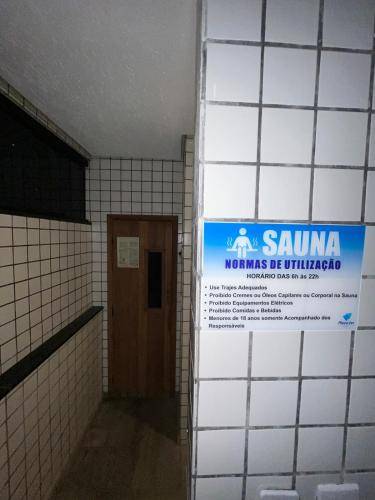 SAUNA
NORMAS DE UTILIZAÇÃO
HORÁRIO DAS 6h às 22h
• Use Trajes Adequados
• Proibido Cremes ou Óleos Capilares ou Corporal na Sauna
• Proibido Equipamentos Elétricos
• Proibido Comidas e Bebidas
• Menores de 18 anos somente Acompanhado dos
Responsáveis